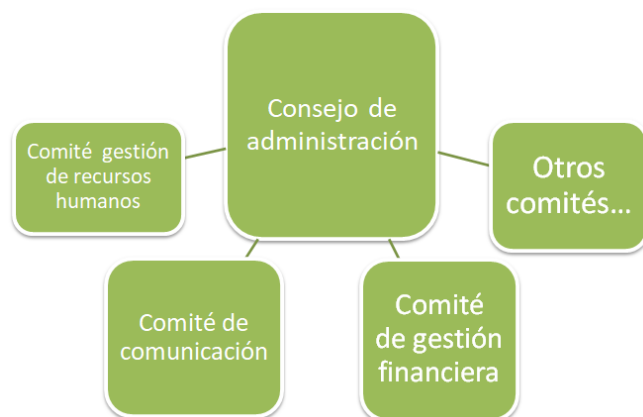 Consejo de
administración
Comité gestión
de recursos
humanos
Otros
comités...
Comité de
comunicación
Comité
de gestión
financiera